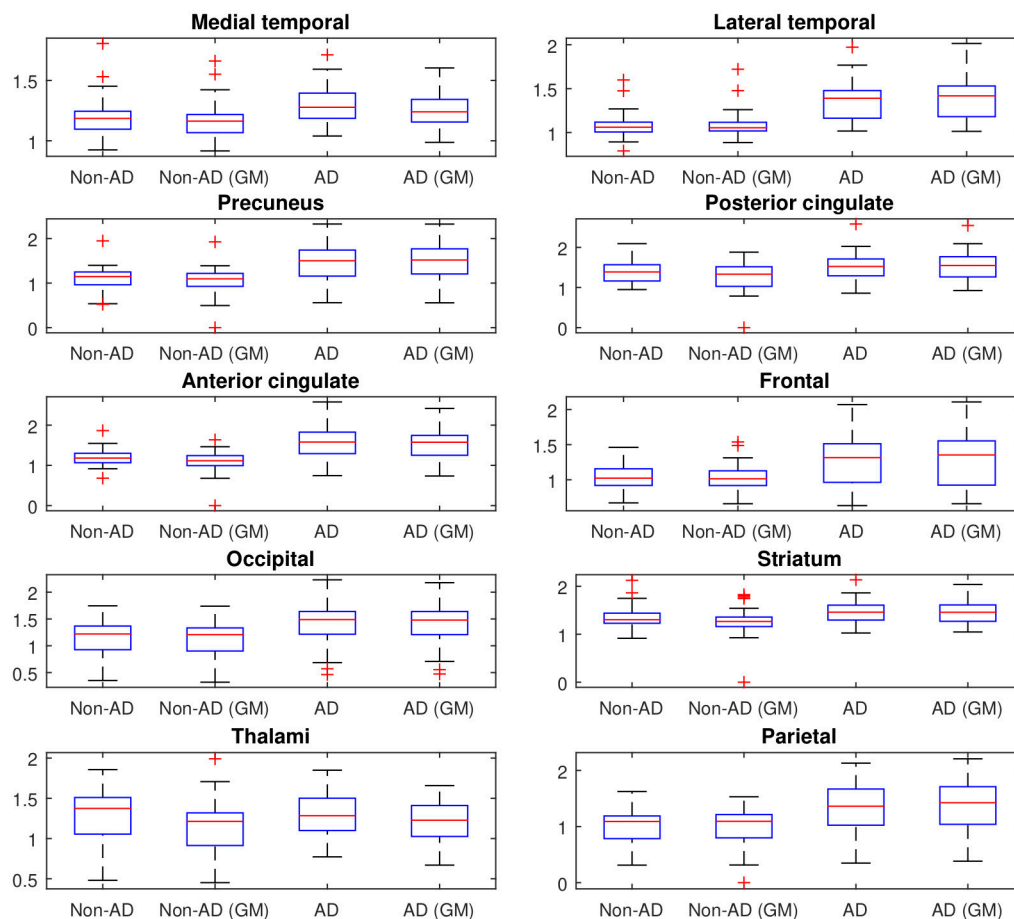 Medial temporal
1.5
1
Non-AD Non-AD (GM) AD AD (GM)
Lateral temporal
2
1.5
1
Non-AD Non-AD (GM) AD AD (GM)
Precuneus
2
1
0
Non-AD Non-AD (GM) AD AD (GM)
Posterior cingulate
2
1
0
Non-AD Non-AD (GM) AD AD (GM)
Anterior cingulate
2
1
0
Non-AD Non-AD (GM) AD AD (GM)
Frontal
2
1.5
1
Non-AD Non-AD (GM) AD AD (GM)
Occipital
2
1.5
1
0.5
Non-AD Non-AD (GM) AD AD (GM)
Striatum
2
1
0
Non-AD Non-AD (GM) AD AD (GM)
Thalami
2
1.5
1
0.5
Non-AD Non-AD (GM) AD AD (GM)
Parietal
2
1
0
Non-AD Non-AD (GM) AD AD (GM)